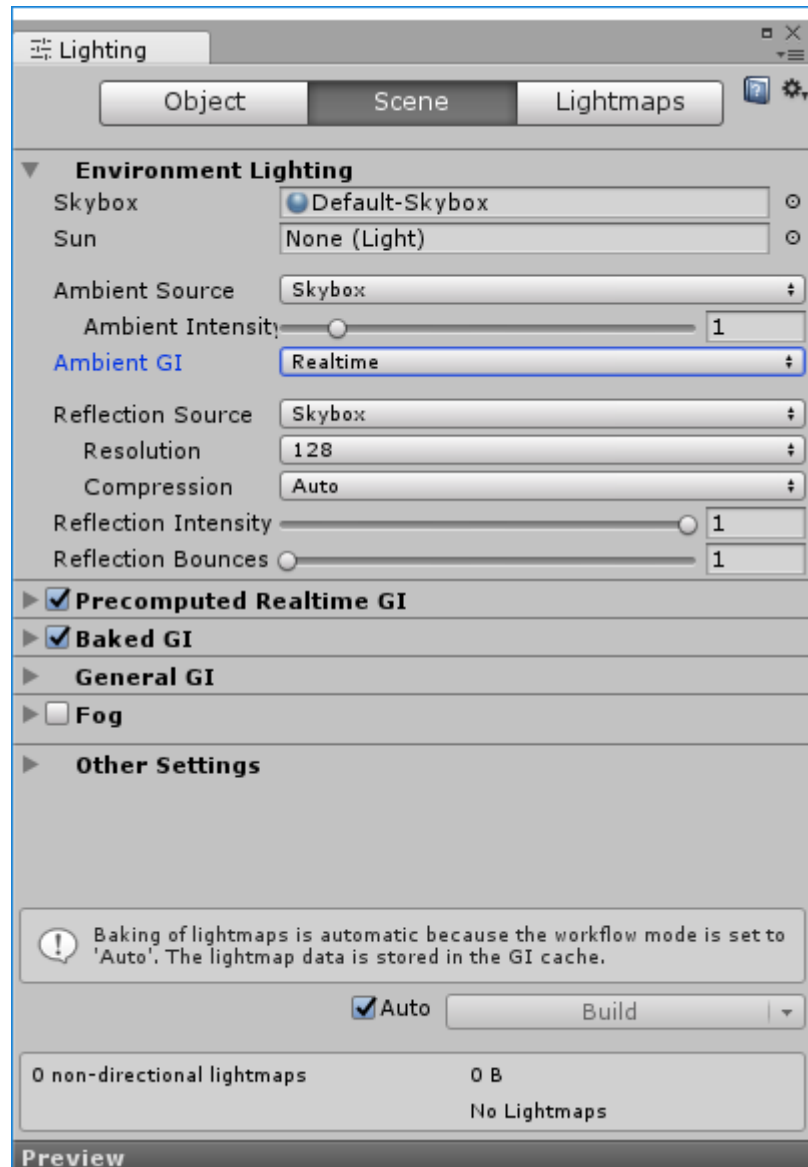 Lighting
Object Scene Lightmaps
Environment Lighting
Skybox Default-Skybox
Sun None (Light)
Ambient Source Skybox
Ambient Intensity 1
Ambient GI Realtime
Reflection Source Skybox
Resolution 128
Compression Auto
Reflection Intensity 1
Reflection Bounces 1
Precomputed Realtime GI
Baked GI
General GI
Fog
Other Settings
Baking of lightmaps is automatic because the workflow mode is set to
'Auto'. The lightmap data is stored in the GI cache.
Auto Build
0 non-directional lightmaps 0 B
No Lightmaps
Preview